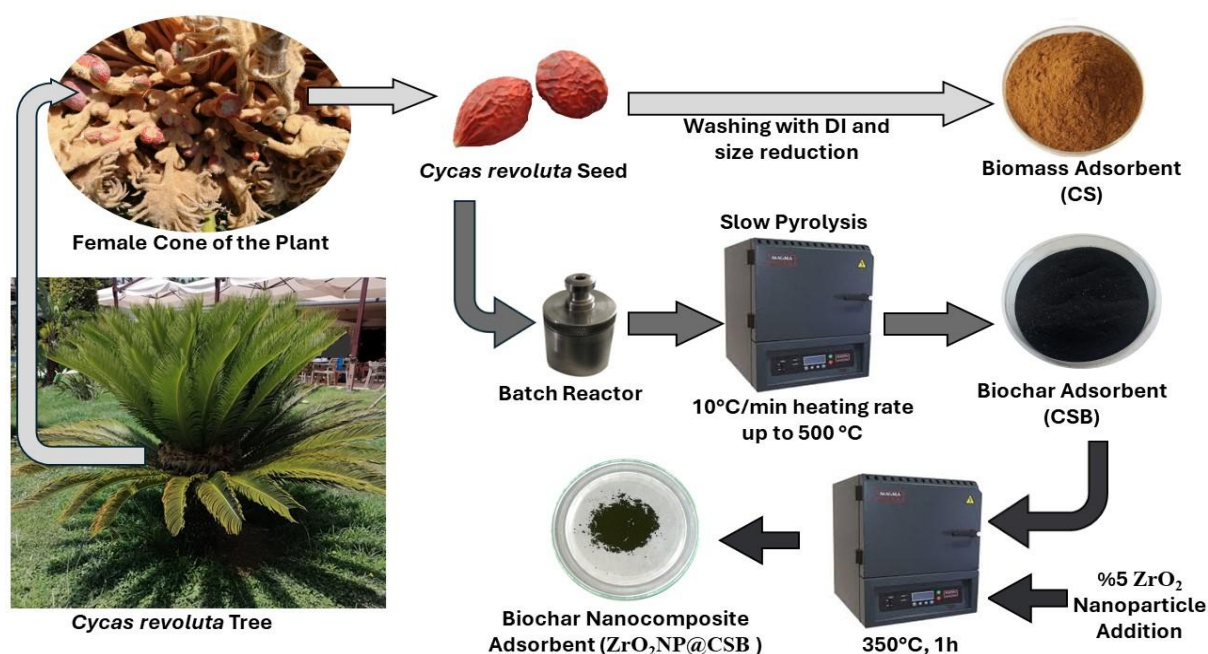 Female Cone of the Plant
Cycas revoluta Tree
Cycas revoluta Seed
Washing with DI and
size reduction
Biomass Adsorbent
(CS)
Batch Reactor
Slow Pyrolysis
10°C/min heating rate
up to 500 °C
Biochar Adsorbent
(CSB)
%5 ZrO₂
Nanoparticle
Addition
350°C, 1h
Biochar Nanocomposite
Adsorbent (ZrO₂NP@CSB )